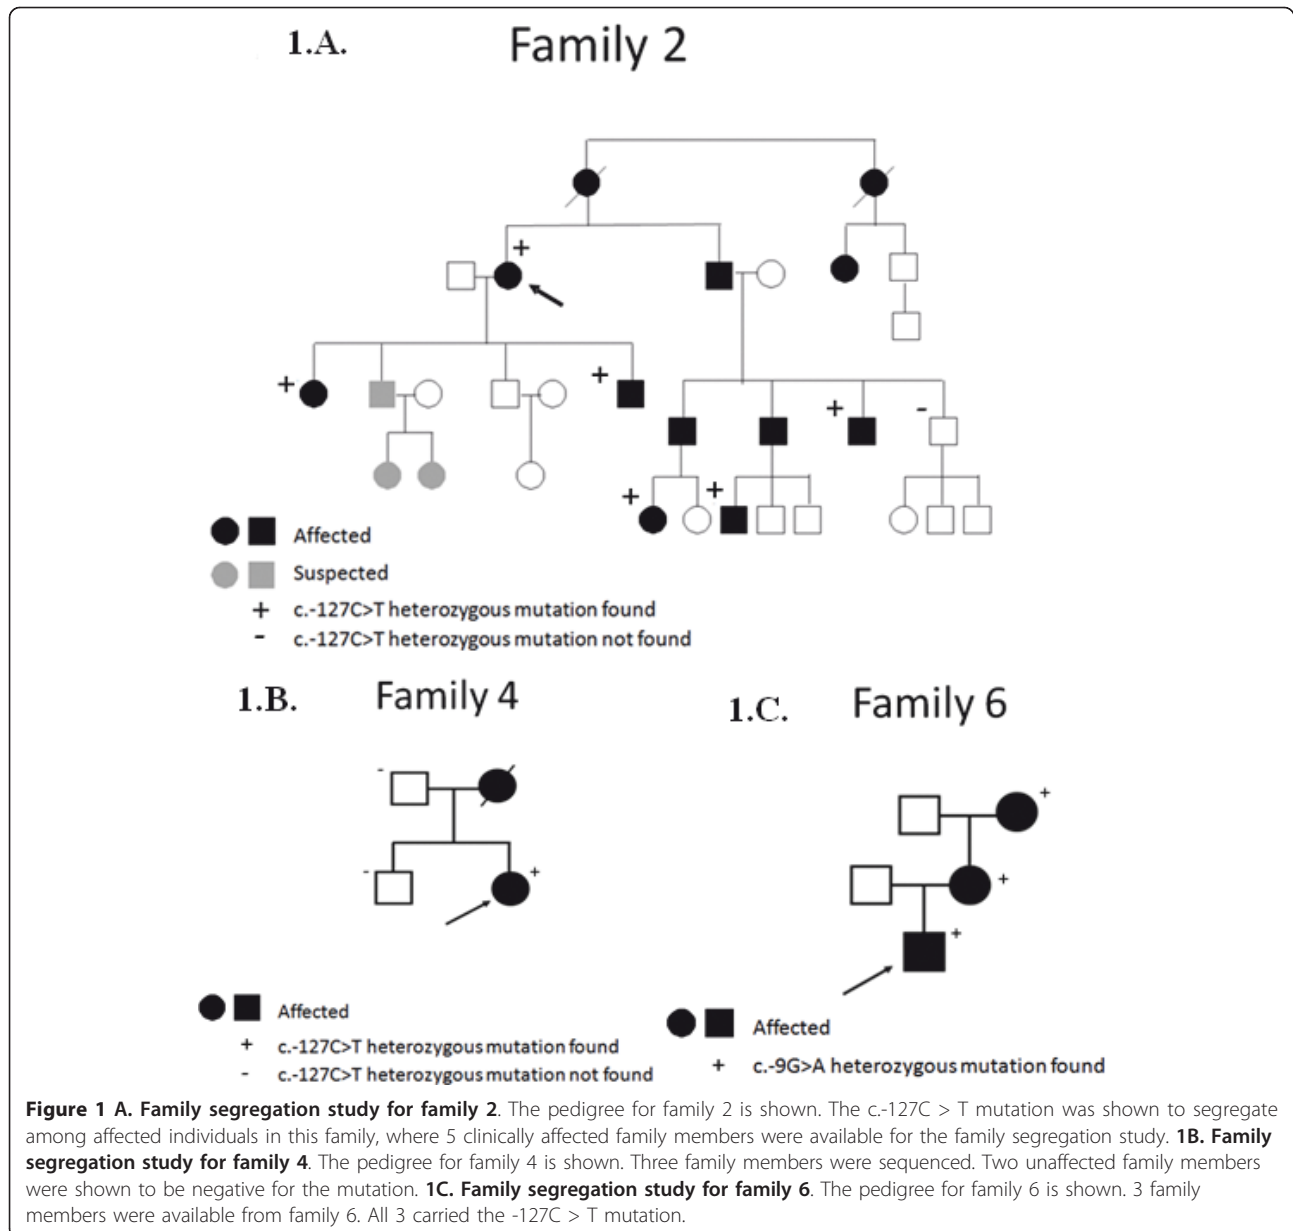 1.A. Family 2
+
+
+
+
-
+
+
Affected
Suspected
+ c.-127C>T heterozygous mutation found
- c.-127C>T heterozygous mutation not found
1.B. Family 4
1.C. Family 6
-
+
-
+
+
+
Affected
+ c.-127C>T heterozygous mutation found
- c.-127C>T heterozygous mutation not found
Affected
+ c.-9G>A heterozygous mutation found
Figure 1 A. Family segregation study for family 2. The pedigree for family 2 is shown. The c.-127C > T mutation was shown to segregate
among affected individuals in this family, where 5 clinically affected family members were available for the family segregation study. 1B. Family
segregation study for family 4. The pedigree for family 4 is shown. Three family members were sequenced. Two unaffected family members
were shown to be negative for the mutation. 1C. Family segregation study for family 6. The pedigree for family 6 is shown. 3 family
members were available from family 6. All 3 carried the -127C > T mutation.